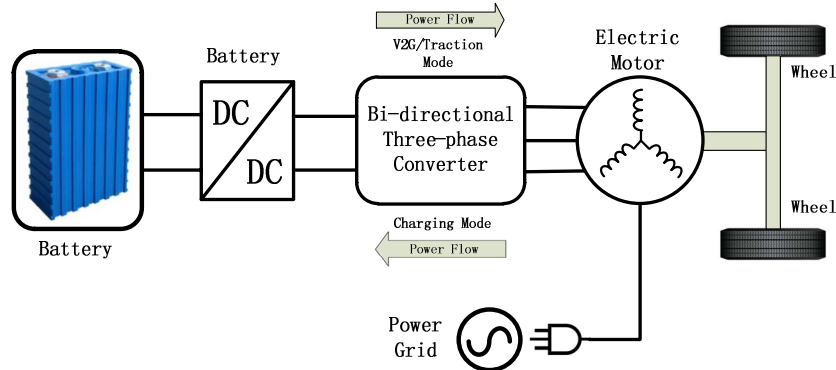 Power Flow
V2G/Traction
Mode
Battery
Electric
Motor
Wheel
DC
DC
Bi-directional
Three-phase
Converter
Battery
Charging Mode
Power Flow
Wheel
Power
Grid